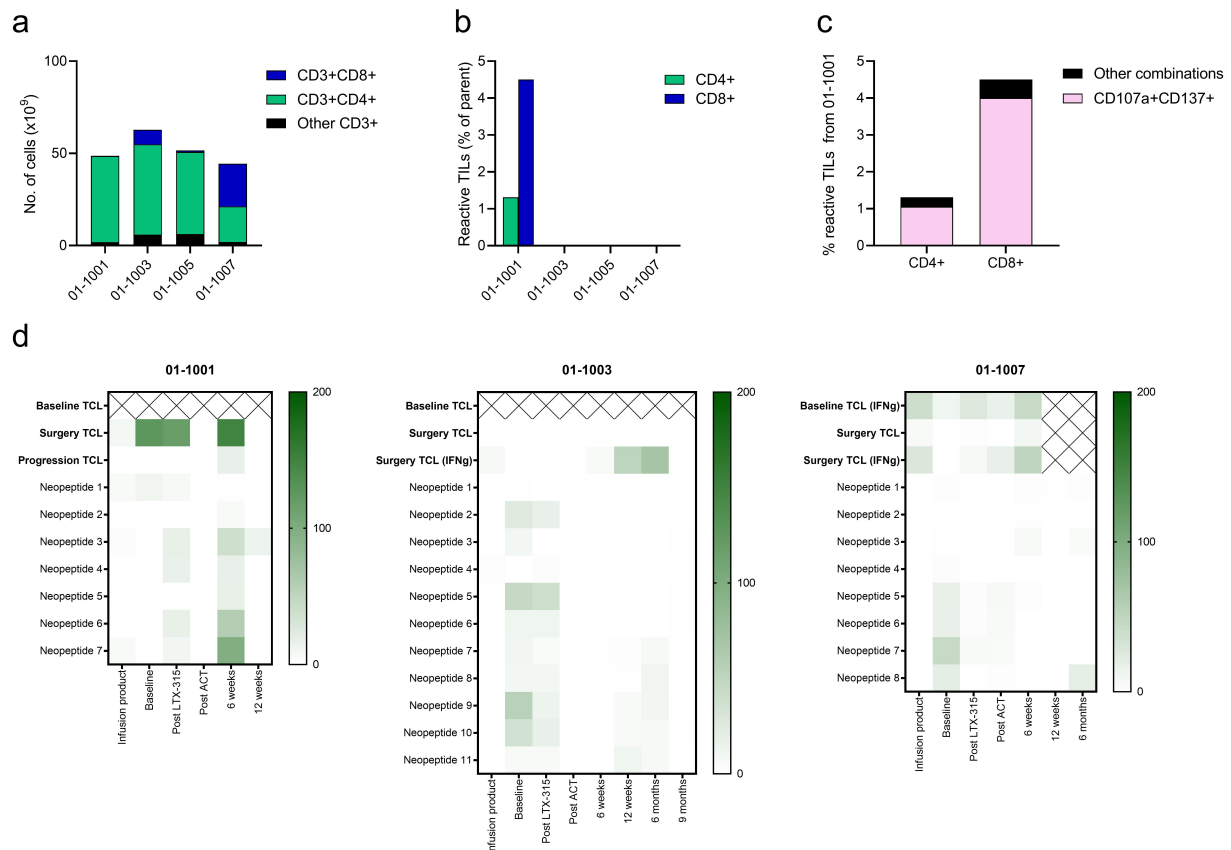 a
100
50
0
No. of cells (x10⁹)
CD3+CD8+
CD3+CD4+
Other CD3+
01-1001
01-1003
01-1005
01-1007
b
5
4
3
2
1
0
Reactive TILs (% of parent)
CD4+
CD8+
01-1001
01-1003
01-1005
01-1007
c
5
4
3
2
1
0
% reactive TILs from 01-1001
Other combinations
CD107a+CD137+
CD4+
CD8+
d
01-1001
Baseline TCL
Surgery TCL
Progression TCL
Neopeptide 1
Neopeptide 2
Neopeptide 3
Neopeptide 4
Neopeptide 5
Neopeptide 6
Neopeptide 7
Infusion product
Baseline
Post LTX-315
Post ACT
6 weeks
12 weeks
200
100
0
01-1003
Baseline TCL
Surgery TCL
Surgery TCL (IFNg)
Neopeptide 1
Neopeptide 2
Neopeptide 3
Neopeptide 4
Neopeptide 5
Neopeptide 6
Neopeptide 7
Neopeptide 8
Neopeptide 9
Neopeptide 10
Neopeptide 11
Infusion product
Baseline
Post LTX-315
Post ACT
6 weeks
12 weeks
6 months
9 months
200
100
0
01-1007
Baseline TCL (IFNg)
Surgery TCL
Surgery TCL (IFNg)
Neopeptide 1
Neopeptide 2
Neopeptide 3
Neopeptide 4
Neopeptide 5
Neopeptide 6
Neopeptide 7
Neopeptide 8
Infusion product
Baseline
Post LTX-315
Post ACT
6 weeks
12 weeks
6 months
200
100
0